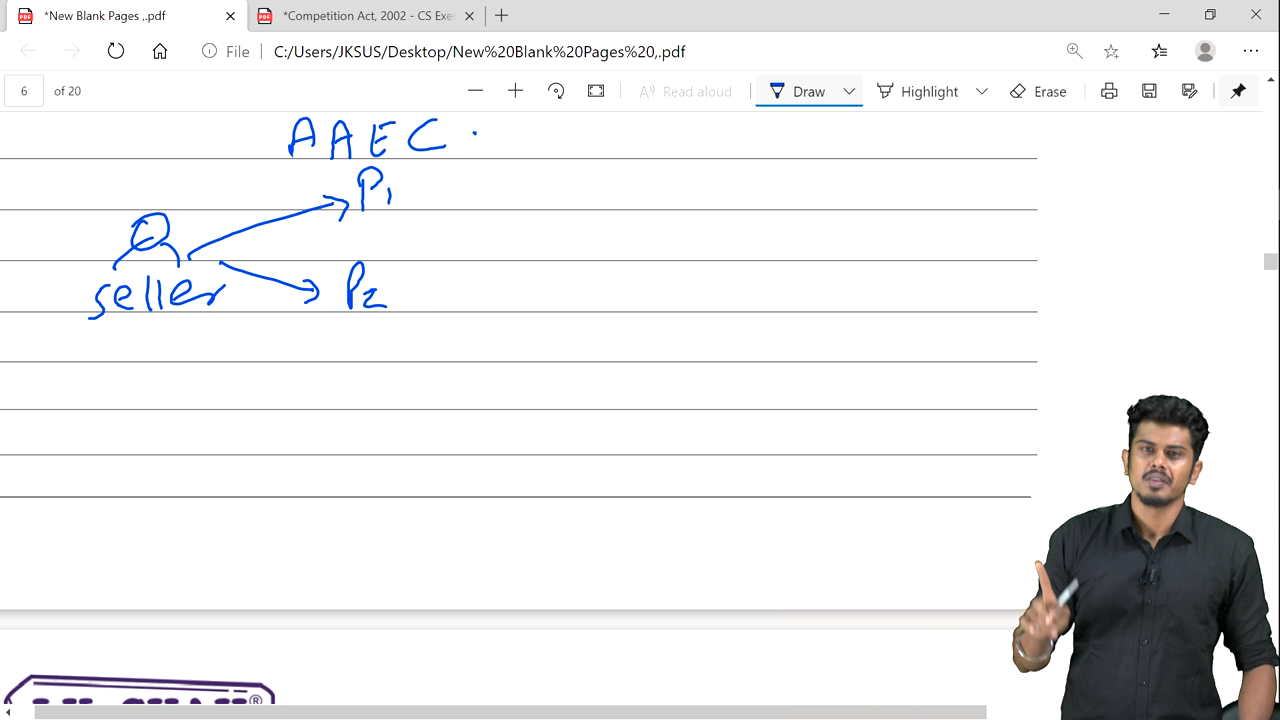 *New Blank Pages ,.pdf
*Competition Act, 2002 - CS Exe
File C:/Users/JKSUS/Desktop/New%20Blank%20Pages%20,.pdf
6 of 20 Read aloud Draw Highlight Erase
AAEC.
P1
seller
P2